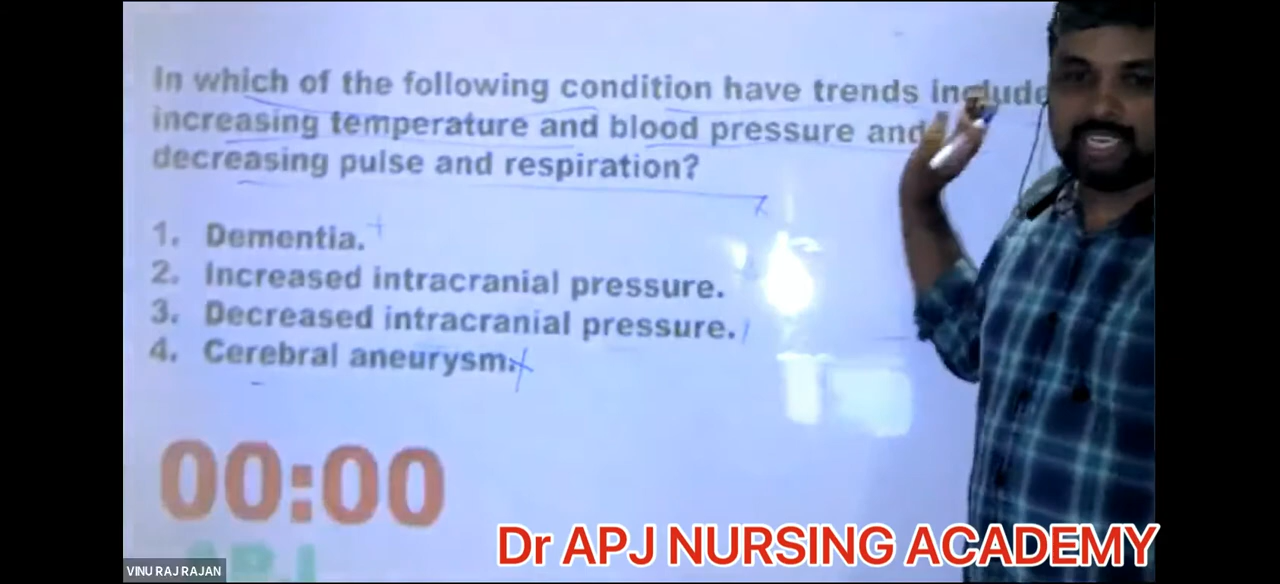 In which of the following condition have trends include
increasing temperature and blood pressure and
decreasing pulse and respiration?
1. Dementia.
2. Increased intracranial pressure.
3. Decreased intracranial pressure.
4. Cerebral aneurysm.
00:00
Dr APJ NURSING ACADEMY
VINU RAJ RAJAN